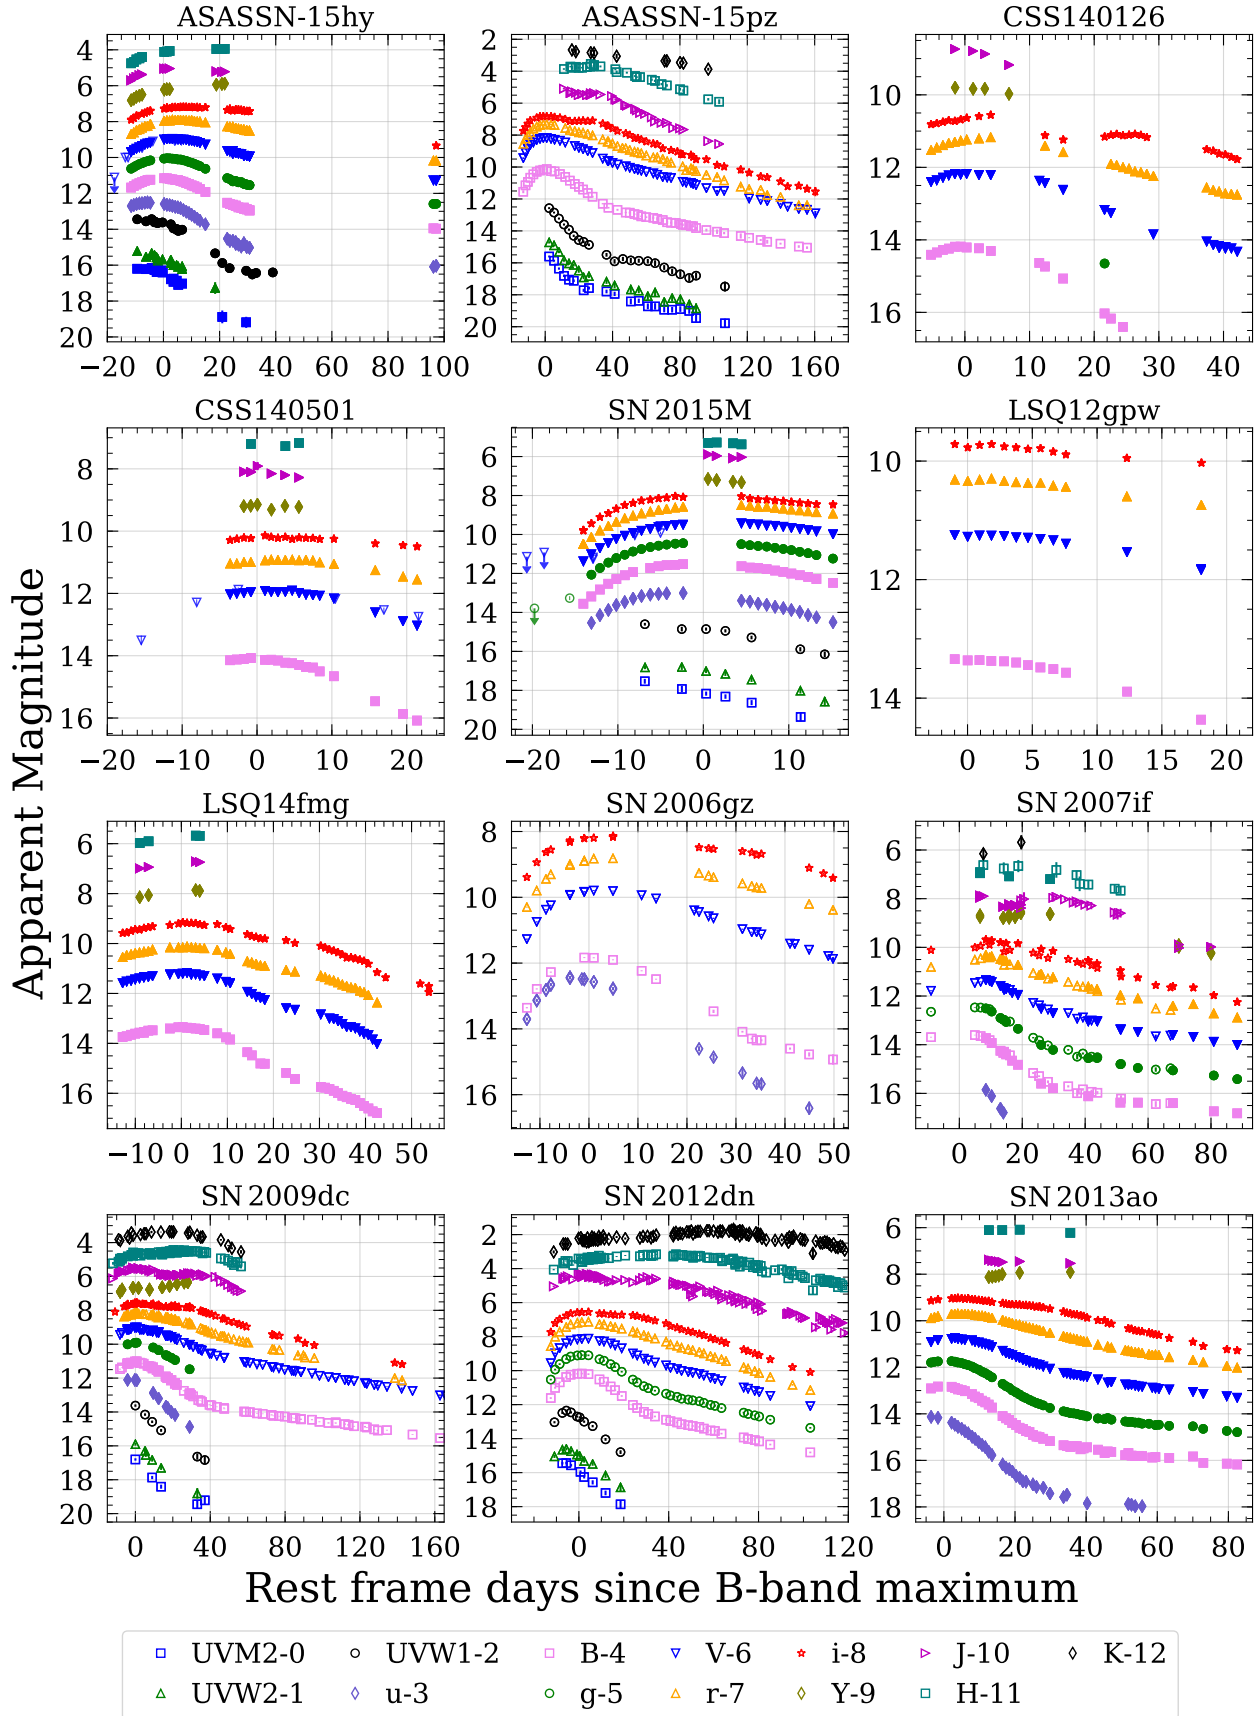 ASASSN-15hy ASASSN-15pz CSS140126
4 6 8 10 12 14 16 18 20
−20 0 20 40 60 80 100
2 4 6 8 10 12 14 16 18 20
0 40 80 120 160
10 12 14 16
0 10 20 30 40
CSS140501 SN 2015M LSQ12gpw
8 10 12 14 16
−20 −10 0 10 20
6 8 10 12 14 16 18 20
−20 −10 0 10
10 12 14
0 5 10 15 20
LSQ14fmg SN 2006gz SN 2007if
6 8 10 12 14 16
−10 0 10 20 30 40 50
8 10 12 14 16
−10 0 10 20 30 40 50
6 8 10 12 14 16
0 20 40 60 80
SN 2009dc SN 2012dn SN 2013ao
4 6 8 10 12 14 16 18 20
0 40 80 120 160
2 4 6 8 10 12 14 16 18
0 40 80 120
6 8 10 12 14 16 18
0 20 40 60 80
Apparent Magnitude
Rest frame days since B-band maximum
UVM2-0 UVW1-2 B-4 V-6 i-8 J-10 K-12
UVW2-1 u-3 g-5 r-7 Y-9 H-11